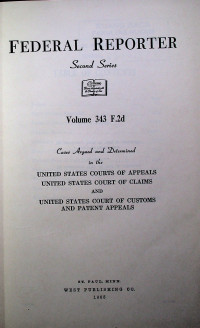 FEDERAL REPORTER
Second Series
Volume 343 F.2d
Cases Argued and Determined
in the
UNITED STATES COURTS OF APPEALS
UNITED STATES COURT OF CLAIMS
AND
UNITED STATES COURT OF CUSTOMS
AND PATENT APPEALS
ST. PAUL, MINN.
WEST PUBLISHING CO.
1965